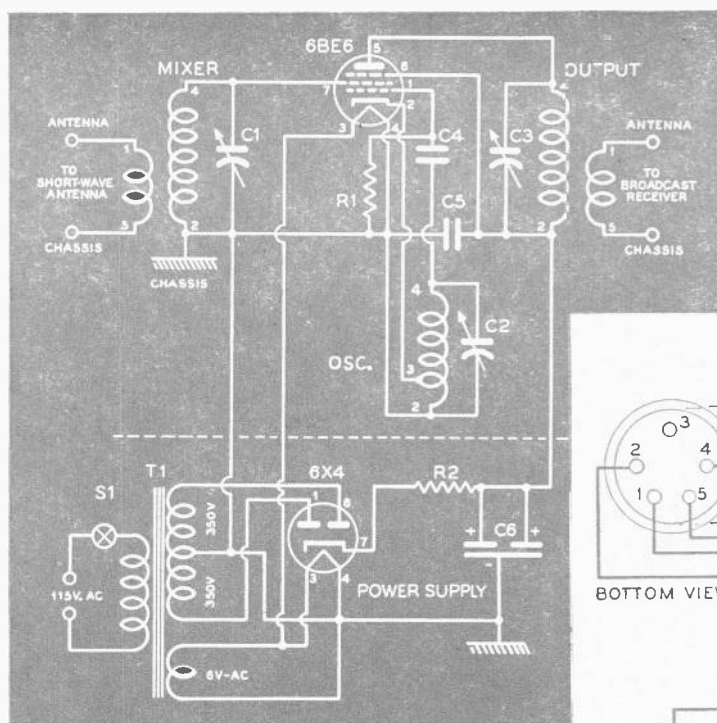 6BE6
5
MIXER
4
7
6
1
2
3
4
OUTPUT
4
ANTENNA
1
TO
SHORT-WAVE
ANTENNA
3
CHASSIS
2
CHASSIS
C1
R1
C4
C5
C3
2
ANTENNA
1
TO
BROADCAST
RECEIVER
5
CHASSIS
4
OSC.
3
2
C2
S1
T1
115V, AC
350V
350V
6V-AC
6X4
1
6
7
3
4
R2
+
C6
+
-
POWER SUPPLY
3
2
4
1
5
BOTTOM VIEW